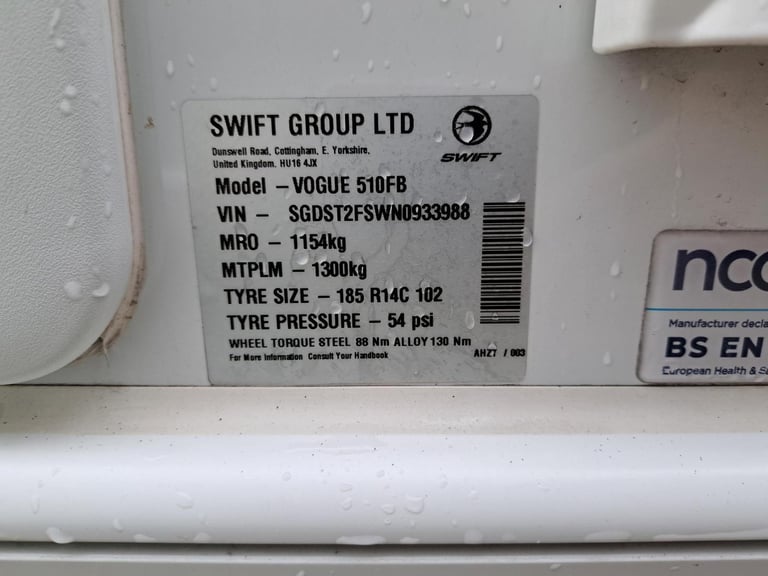 SWIFT GROUP LTD
SWIFT
Dunswell Road, Cottingham, E. Yorkshire,
United Kingdom. HU16 4JX
Model – VOGUE 510FB
VIN – SGDST2FSWN0933988
MRO – 1154kg
MTPLM – 1300kg
TYRE SIZE – 185 R14C 102
TYRE PRESSURE – 54 psi
WHEEL TORQUE STEEL 88 Nm ALLOY 130 Nm
For More Information Consult Your Handbook
AHZT / 003
ncc
Manufacturer decla
BS EN
European Health & Sa